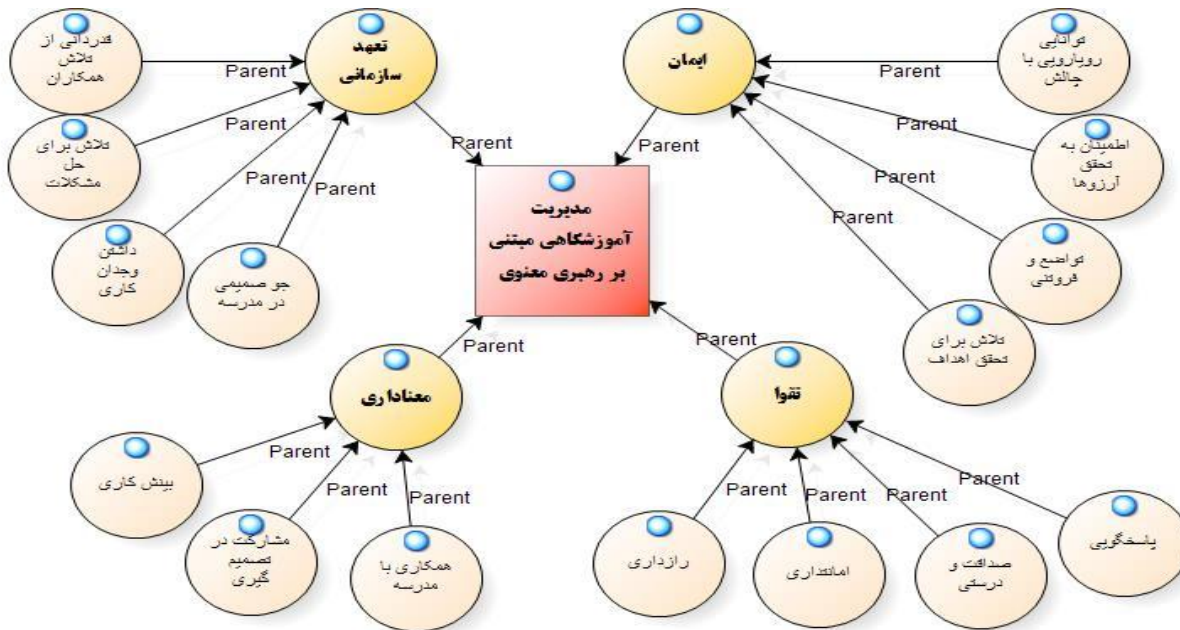 قدردانی از
تلاش
همکاران
تعهد
سازمانی
ایمان
توانایی
رویارویی با
چالش
Parent
Parent
Parent
Parent
Parent
Parent
تلاش برای
حل
مشکلات
اطمینان به
تحقق
آرزوها
Parent
Parent
Parent
Parent
داشتن
وجدان
کاری
جو صمیمی
در مدرسه
مدیریت
آموزشگاهی مبتنی
بر رهبری معنوی
تواضع و
فروتنی
تلاش برای
تحقق اهداف
Parent
Parent
معناداری
تقوا
بینش کاری
Parent
Parent
Parent
Parent
Parent
Parent
Parent
مشارکت در
تصمیم
گیری
همکاری با
مدرسه
رازداری
امانتداری
صداقت و
درستی
پاسخگویی